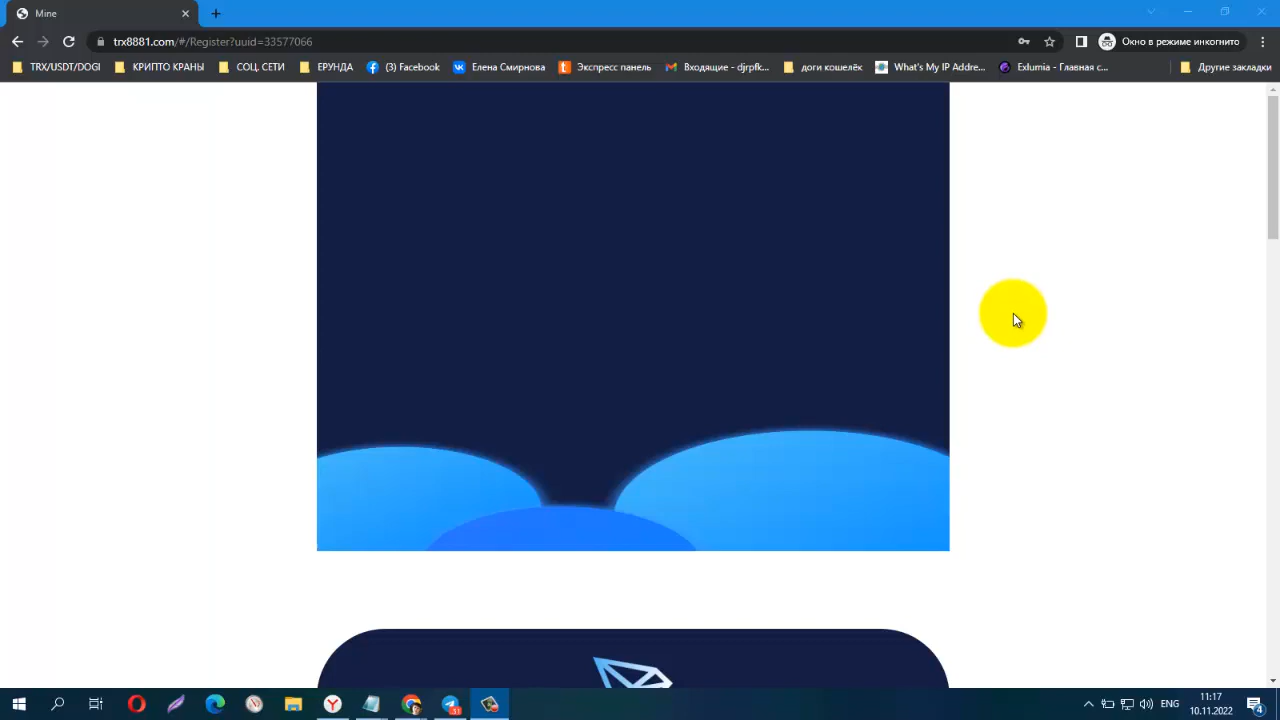 Mine
trx8881.com/#/Register?uuid=33577066
Окно в режиме инкогнито
TRX/USDT/DOGI
КРИПТО КРАНЫ
СОЦ. СЕТИ
ЕРУНДА
(3) Facebook
Елена Смирнова
Экспресс панель
Входящие - djrpfk...
доги кошелёк
What's My IP Addre...
Exlumia - Главная с...
Другие закладки
31
ENG
11:17
10.11.2022
4